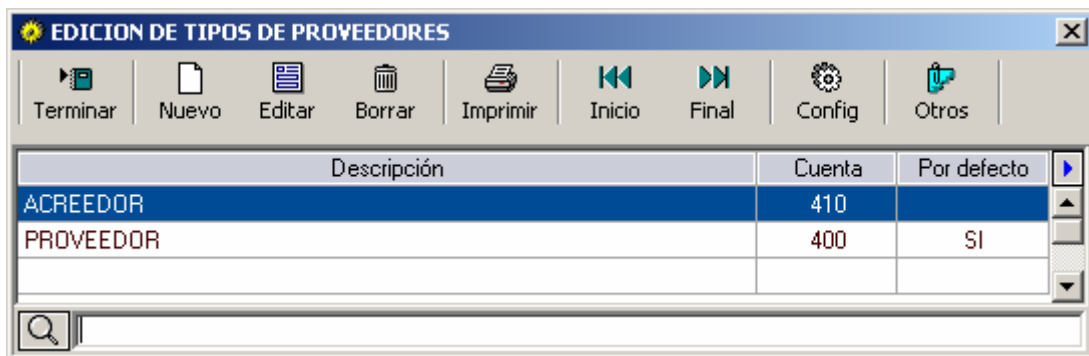 EDICION DE TIPOS DE PROVEEDORES
Terminar Nuevo Editar Borrar Imprimir Inicio Final Config Otros
Descripción Cuenta Por defecto
ACREEDOR 410
PROVEEDOR 400 SI